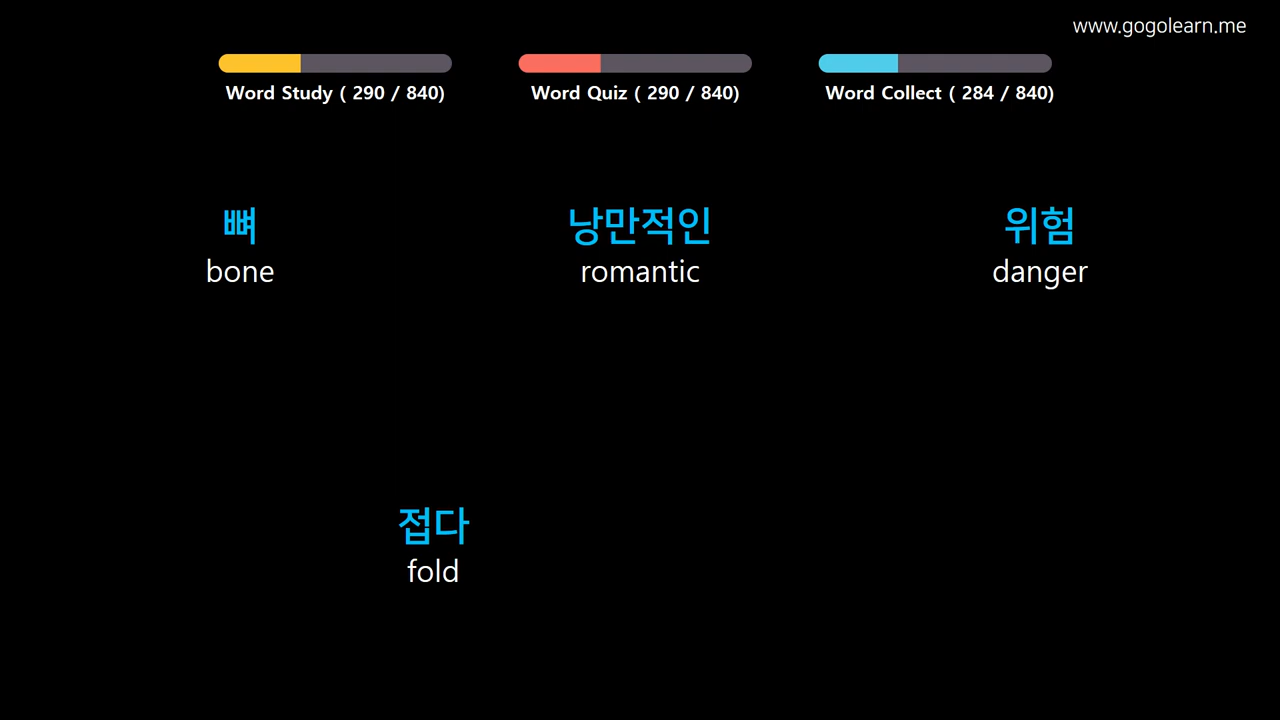 www.gogolearn.me
Word Study ( 290 / 840)
Word Quiz ( 290 / 840)
Word Collect ( 284 / 840)
뼈
bone
낭만적인
romantic
위험
danger
접다
fold